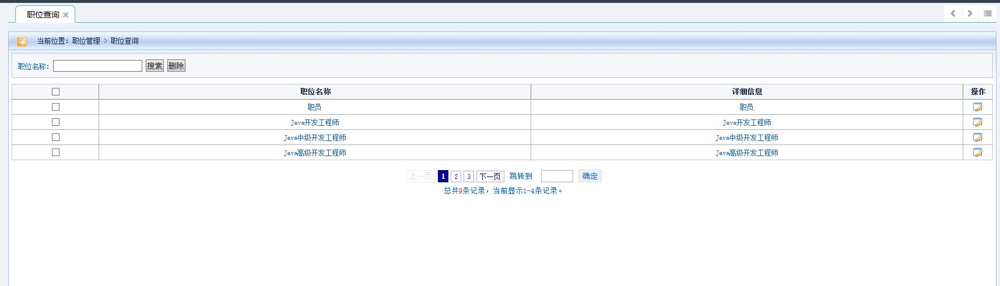 职位查询
当前位置：职位管理 > 职位查询
职位名称： 搜索 删除
职位名称 详细信息 操作
职员 职员
Java开发工程师 Java开发工程师
Java中级开发工程师 Java中级开发工程师
Java高级开发工程师 Java高级开发工程师
上一页 1 2 3 下一页 跳转到 确定
总共9条记录，当前显示1-4条记录。